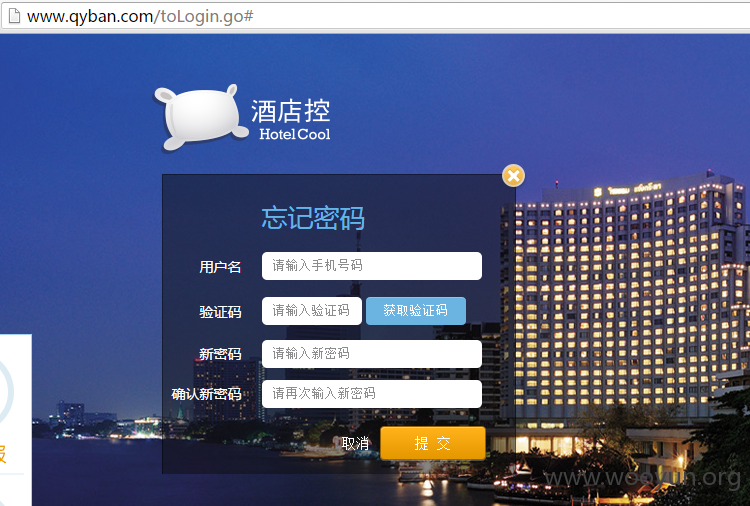 www.qyban.com/toLogin.go#
酒店控
Hotel Cool
忘记密码
用户名 请输入手机号码
验证码 请输入验证码 获取验证码
新密码 请输入新密码
确认新密码 请再次输入新密码
取消 提 交
www.wooyun.org